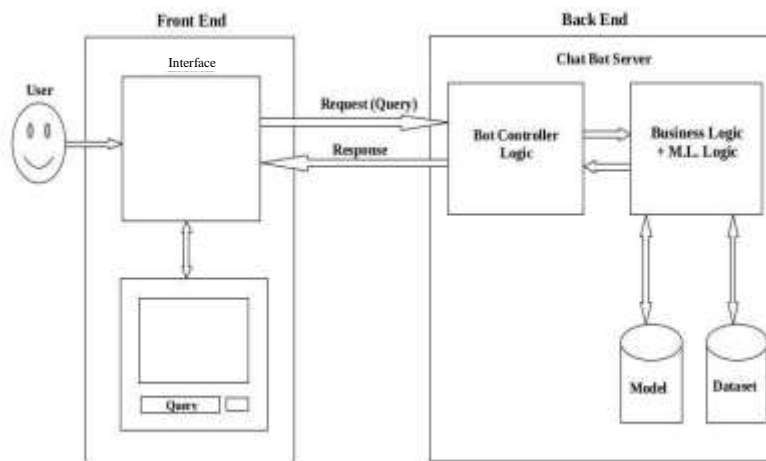 Front End
Back End
Interface
Chat Bot Server
User
Request (Query)
Bot Controller
Logic
Business Logic
+ M.L. Logic
Response
Model
Dataset
Query